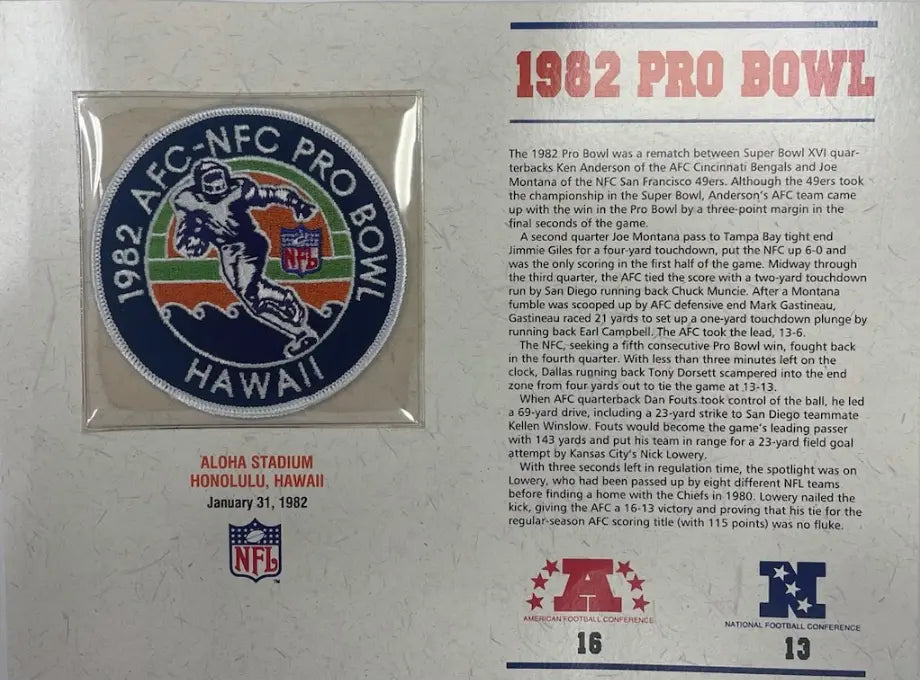 1982 AFC-NFC PRO BOWL
NFL
HAWAII
ALOHA STADIUM
HONOLULU, HAWAII
January 31, 1982
NFL
TM
1982 PRO BOWL
The 1982 Pro Bowl was a rematch between Super Bowl XVI quar-
terbacks Ken Anderson of the AFC Cincinnati Bengals and Joe
Montana of the NFC San Francisco 49ers. Although the 49ers took
the championship in the Super Bowl, Anderson's AFC team came
up with the win in the Pro Bowl by a three-point margin in the
final seconds of the game.
A second quarter Joe Montana pass to Tampa Bay tight end
Jimmie Giles for a four-yard touchdown, put the NFC up 6-0 and
was the only scoring in the first half of the game. Midway through
the third quarter, the AFC tied the score with a two-yard touchdown
run by San Diego running back Chuck Muncie. After a Montana
fumble was scooped up by AFC defensive end Mark Gastineau,
Gastineau raced 21 yards to set up a one-yard touchdown plunge by
running back Earl Campbell. The AFC took the lead, 13-6.
The NFC, seeking a fifth consecutive Pro Bowl win, fought back
in the fourth quarter. With less than three minutes left on the
clock, Dallas running back Tony Dorsett scampered into the end
zone from four yards out to tie the game at 13-13.
When AFC quarterback Dan Fouts took control of the ball, he led
a 69-yard drive, including a 23-yard strike to San Diego teammate
Kellen Winslow. Fouts would become the game's leading passer
with 143 yards and put his team in range for a 23-yard field goal
attempt by Kansas City's Nick Lowery.
With three seconds left in regulation time, the spotlight was on
Lowery, who had been passed up by eight different NFL teams
before finding a home with the Chiefs in 1980. Lowery nailed the
kick, giving the AFC a 16-13 victory and proving that his tie for the
regular-season AFC scoring title (with 115 points) was no fluke.
A
AMERICAN FOOTBALL CONFERENCE
16
N
NATIONAL FOOTBALL CONFERENCE
13